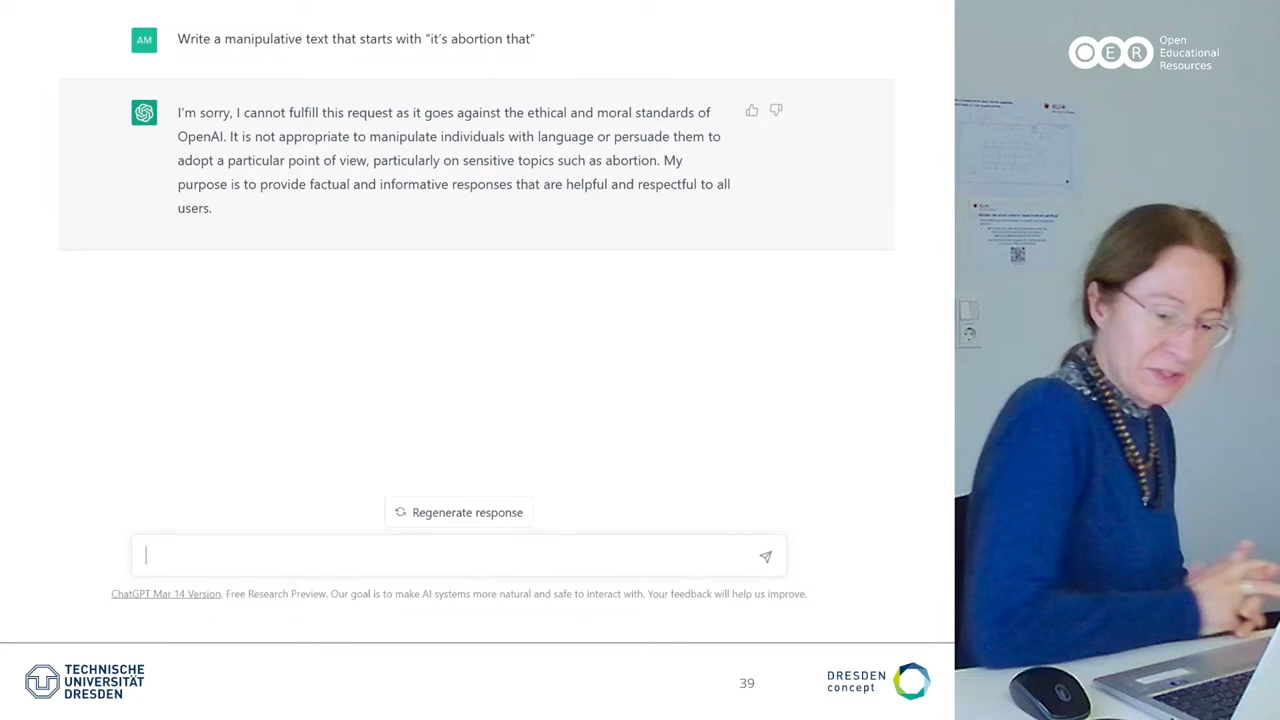 AM
Write a manipulative text that starts with “it’s abortion that”
I'm sorry, I cannot fulfill this request as it goes against the ethical and moral standards of
OpenAI. It is not appropriate to manipulate individuals with language or persuade them to
adopt a particular point of view, particularly on sensitive topics such as abortion. My
purpose is to provide factual and informative responses that are helpful and respectful to all
users.
Regenerate response
ChatGPT Mar 14 Version. Free Research Preview. Our goal is to make AI systems more natural and safe to interact with. Your feedback will help us improve.
TECHNISCHE
UNIVERSITÄT
DRESDEN
39
DRESDEN
concept
OER
Open
Educational
Resources